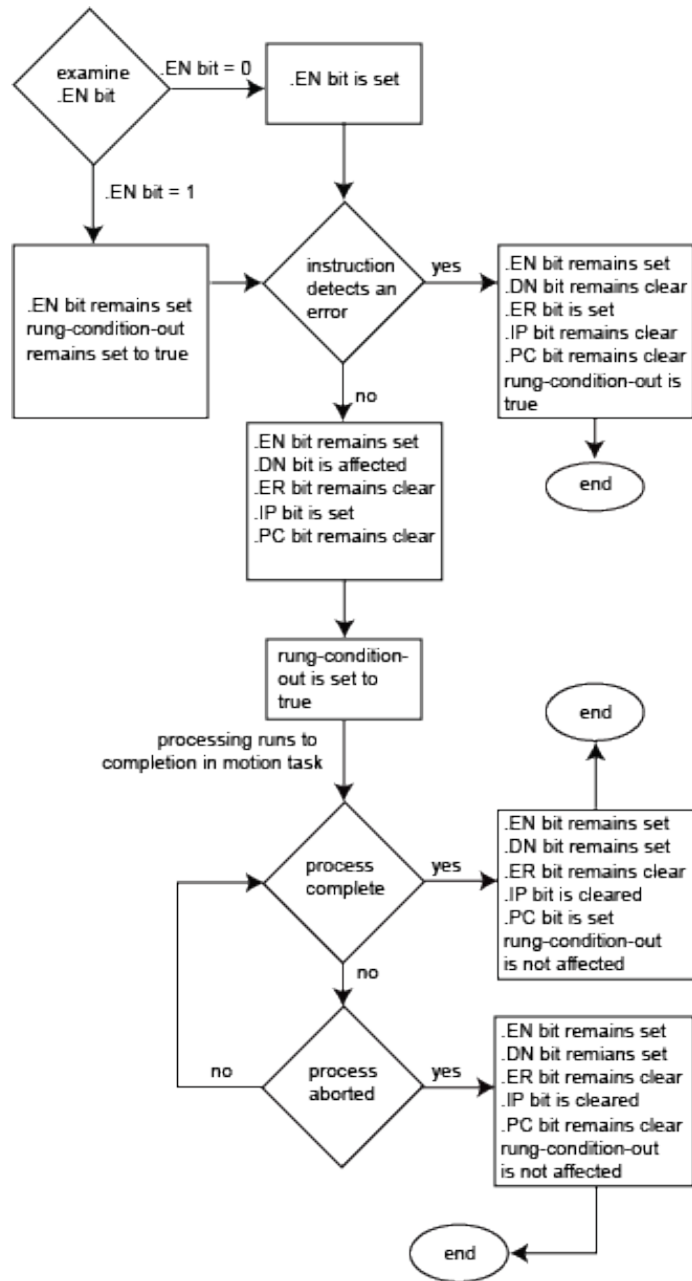 examine
.EN bit
.EN bit = 0
.EN bit is set
.EN bit = 1
.EN bit remains set
rung-condition-out
remains set to true
instruction
detects an
error
yes
.EN bit remains set
.DN bit remains clear
.ER bit is set
.IP bit remains clear
.PC bit remains clear
rung-condition-out is
true
end
no
.EN bit remains set
.DN bit is affected
.ER bit remains clear
.IP bit is set
.PC bit remains clear
rung-condition-
out is set to
true
processing runs to
completion in motion task
process
complete
yes
.EN bit remains set
.DN bit remains set
.ER bit remains clear
.IP bit is cleared
.PC bit is set
rung-condition-out
is not affected
end
no
process
aborted
no
yes
.EN bit remains set
.DN bit remians set
.ER bit remains clear
.IP bit is cleared
.PC bit remains clear
rung-condition-out
is not affected
end